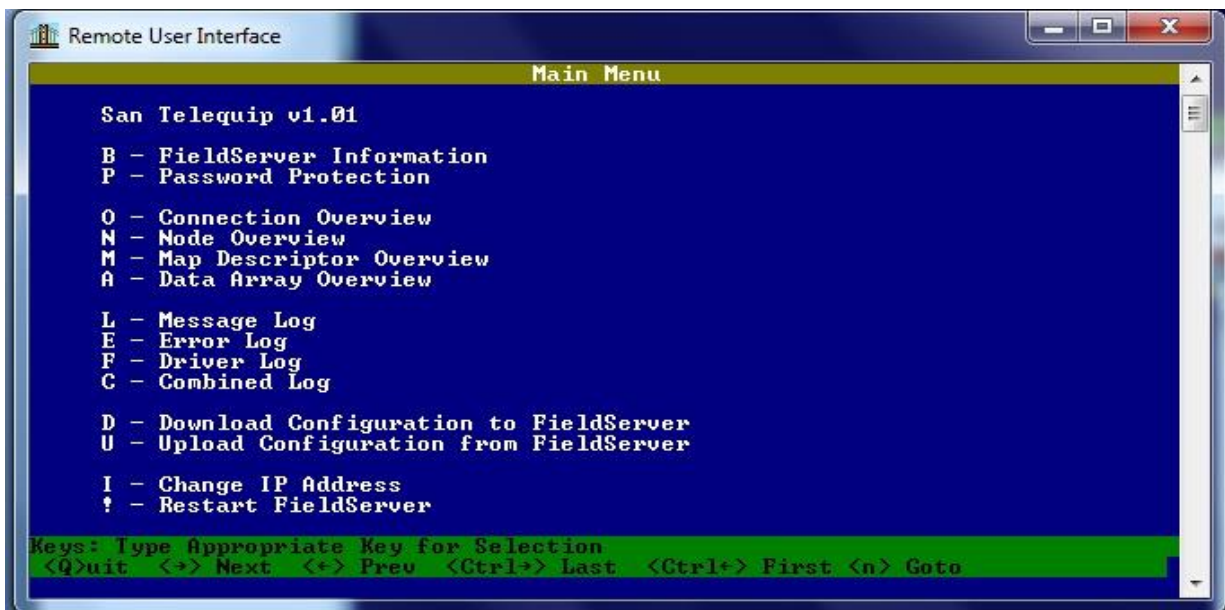 Remote User Interface
Main Menu
San Telequip v1.01
B - FieldServer Information
P - Password Protection
O - Connection Overview
N - Node Overview
M - Map Descriptor Overview
A - Data Array Overview
L - Message Log
E - Error Log
F - Driver Log
C - Combined Log
D - Download Configuration to FieldServer
U - Upload Configuration from FieldServer
I - Change IP Address
! - Restart FieldServer
Keys: Type Appropriate Key for Selection
<Q>uit <→> Next <←> Prev <Ctrl→> Last <Ctrl←> First <n> Goto